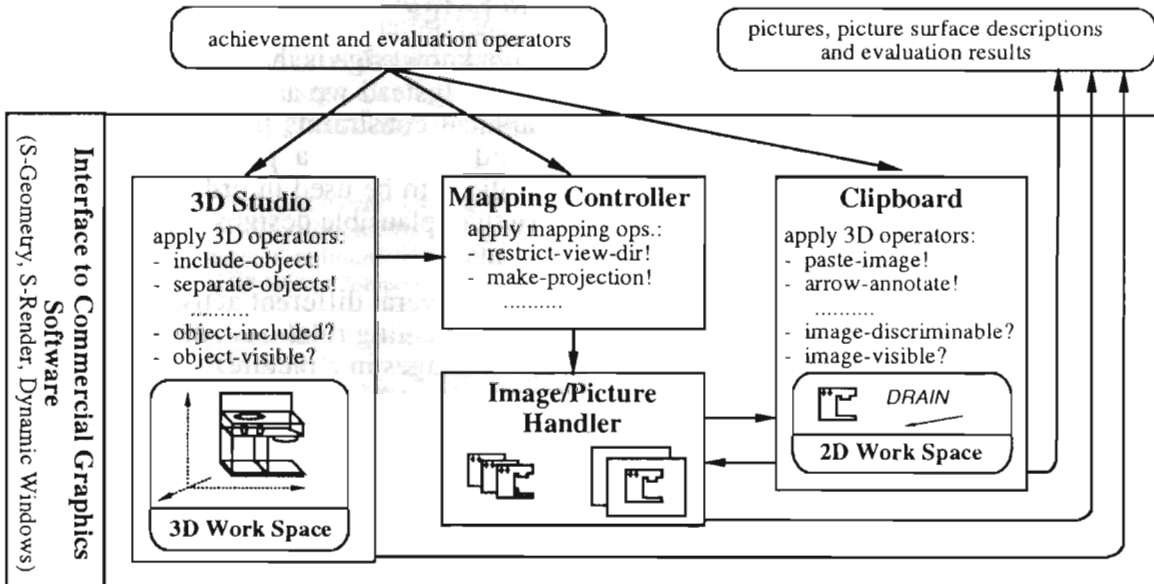 achievement and evaluation operators
pictures, picture surface descriptions
and evaluation results
Interface to Commercial Graphics
Software
(S-Geometry, S-Render, Dynamic Windows)
3D Studio
apply 3D operators:
- include-object!
- separate-objects!
..........
- object-included?
- object-visible?
3D Work Space
Mapping Controller
apply mapping ops.:
- restrict-view-dir!
- make-projection!
..........
Image/Picture
Handler
Clipboard
apply 3D operators:
- paste-image!
- arrow-annotate!
..........
- image-discriminable?
- image-visible?
DRAIN
2D Work Space